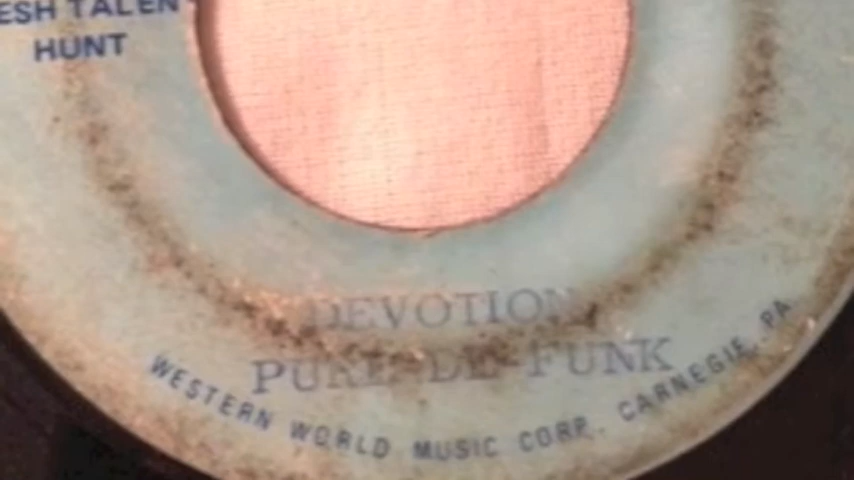 ESH TALEN
HUNT
DEVOTION
PURE DE FUNK
WESTERN WORLD MUSIC CORP. CARNEGIE, PA